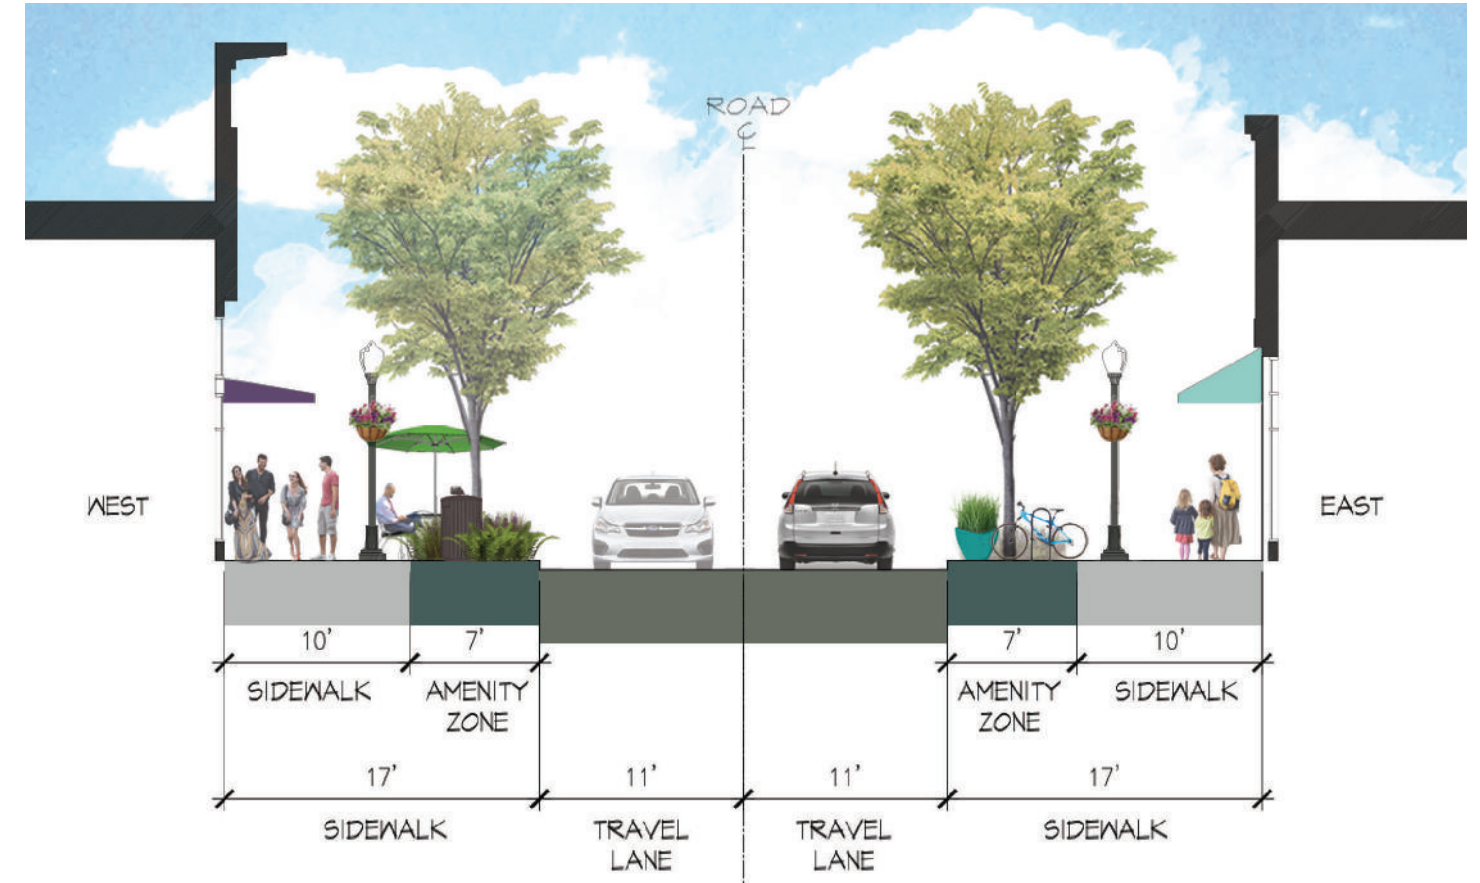 ROAD
CL
WEST
EAST
10' 7' 7' 10'
SIDEWALK AMENITY AMENITY SIDEWALK
ZONE ZONE
17' 11' 11' 17'
SIDEWALK TRAVEL TRAVEL SIDEWALK
LANE LANE